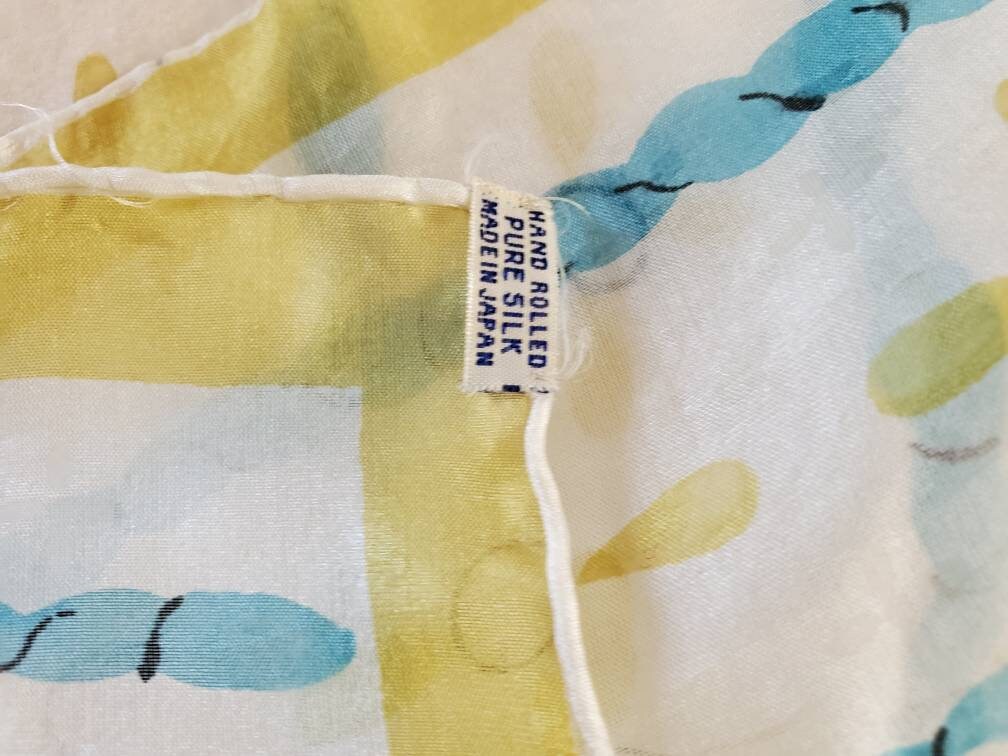 HAND ROLLED
PURE SILK
MADE IN JAPAN